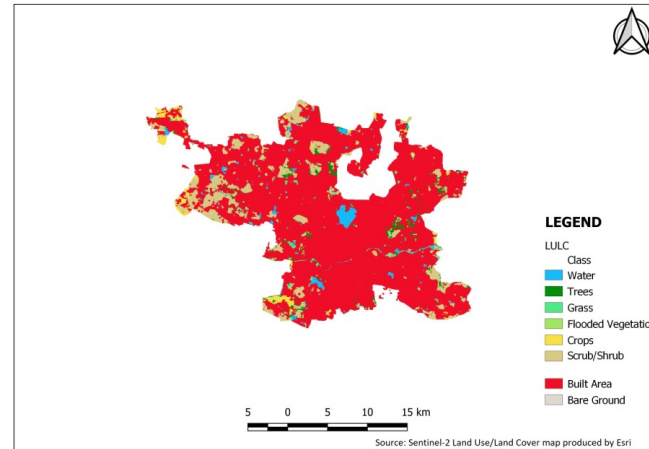 LEGEND
LULC
Class
Water
Trees
Grass
Flooded Vegetatic
Crops
Scrub/Shrub
Built Area
Bare Ground
5 0 5 10 15 km
Source: Sentinel-2 Land Use/Land Cover map produced by Esri